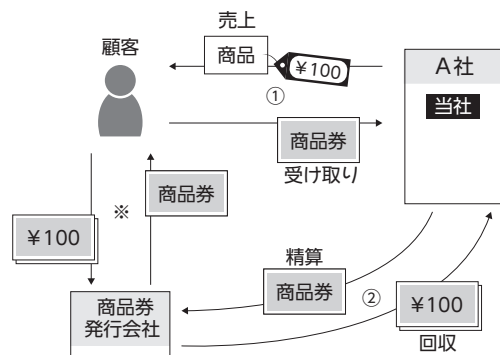 売上
顧客
商品
¥100
①
A社
当社
商品券
受け取り
商品券
※
¥100
精算
商品券
②
¥100
回収
商品券
発行会社